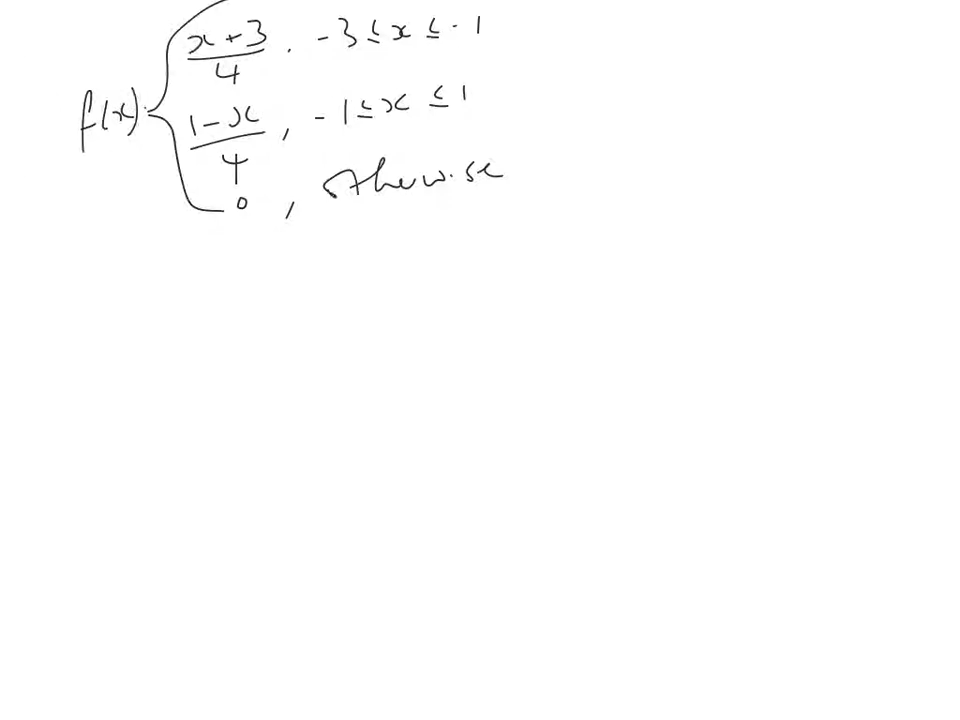 x+3/4, -3 ≤ x ≤ -1
f(x) 1-x/4, -1 ≤ x ≤ 1
0, otherwise